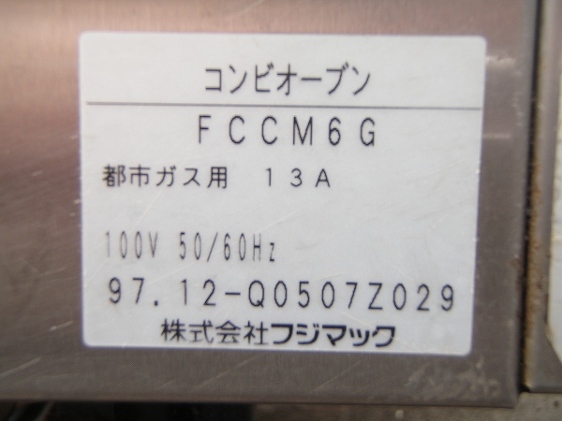 コンビオーブン
FCCM6G
都市ガス用　13A
100V 50/60Hz
97.12-Q0507Z029
株式会社フジマック